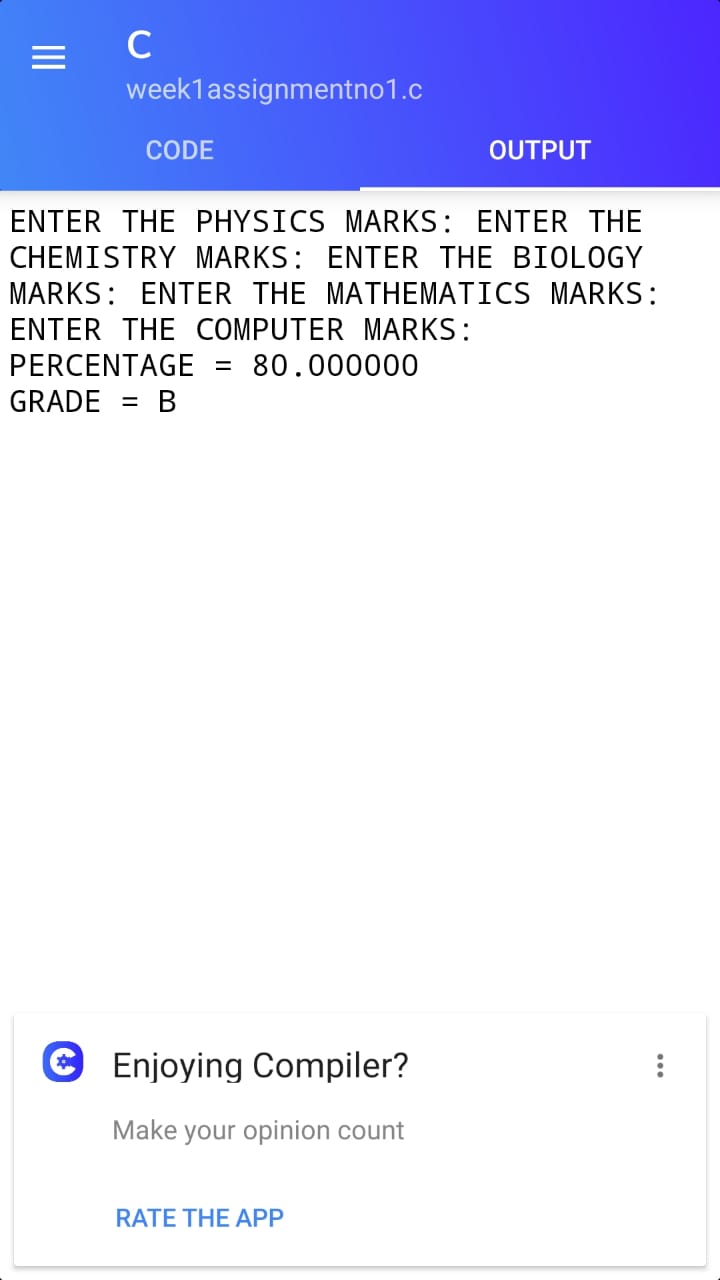 C
week1assignmentno1.c
CODE OUTPUT
ENTER THE PHYSICS MARKS: ENTER THE
CHEMISTRY MARKS: ENTER THE BIOLOGY
MARKS: ENTER THE MATHEMATICS MARKS:
ENTER THE COMPUTER MARKS:
PERCENTAGE = 80.000000
GRADE = B
Enjoying Compiler?
Make your opinion count
RATE THE APP